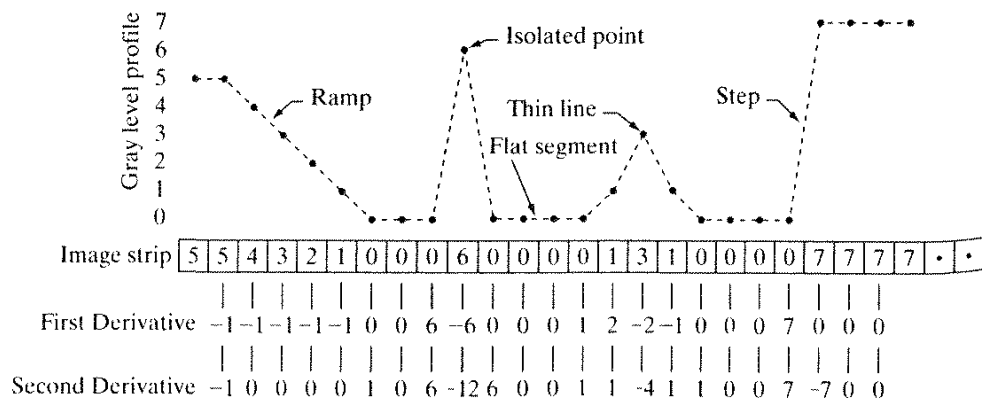 Gray level profile
7
6
5
4
3
2
1
0
Isolated point
Ramp
Thin line
Step
Flat segment
Image strip 5 5 4 3 2 1 0 0 0 6 0 0 0 0 1 3 1 0 0 0 0 7 7 7 7 • •
First Derivative −1 −1 −1 −1 −1 0 0 6 −6 0 0 0 1 2 −2 −1 0 0 0 7 0 0 0
Second Derivative −1 0 0 0 0 1 0 6 −12 6 0 0 1 1 −4 1 1 0 0 7 −7 0 0